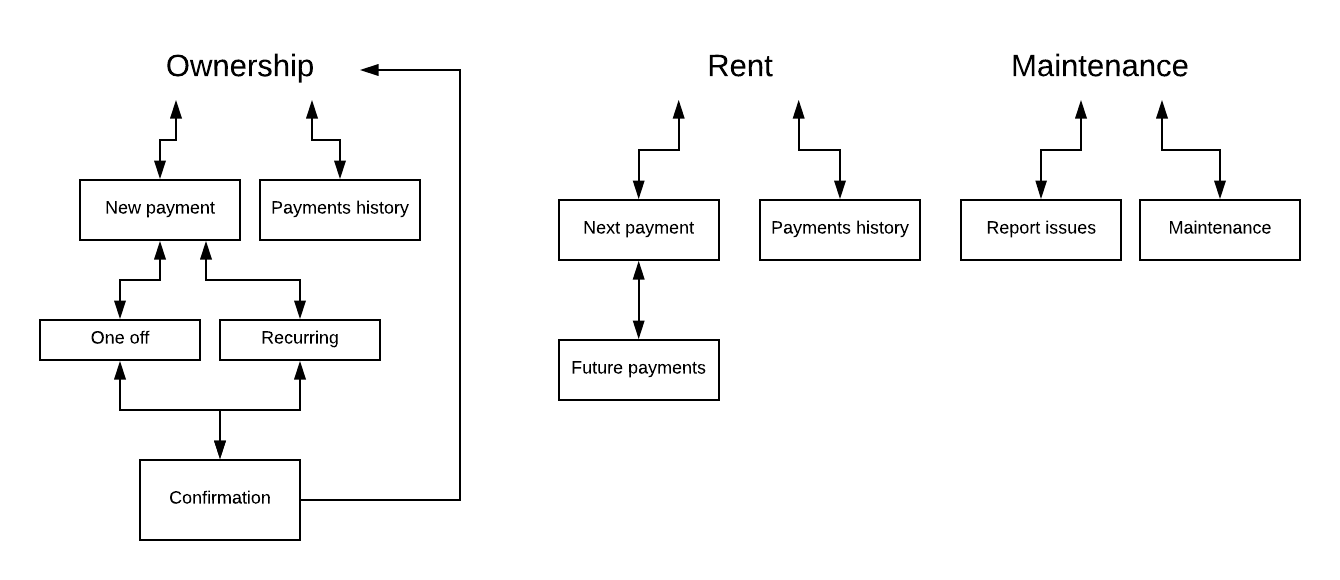 Ownership
Rent
Maintenance
New payment
Payments history
Next payment
Payments history
Report issues
Maintenance
One off
Recurring
Future payments
Confirmation